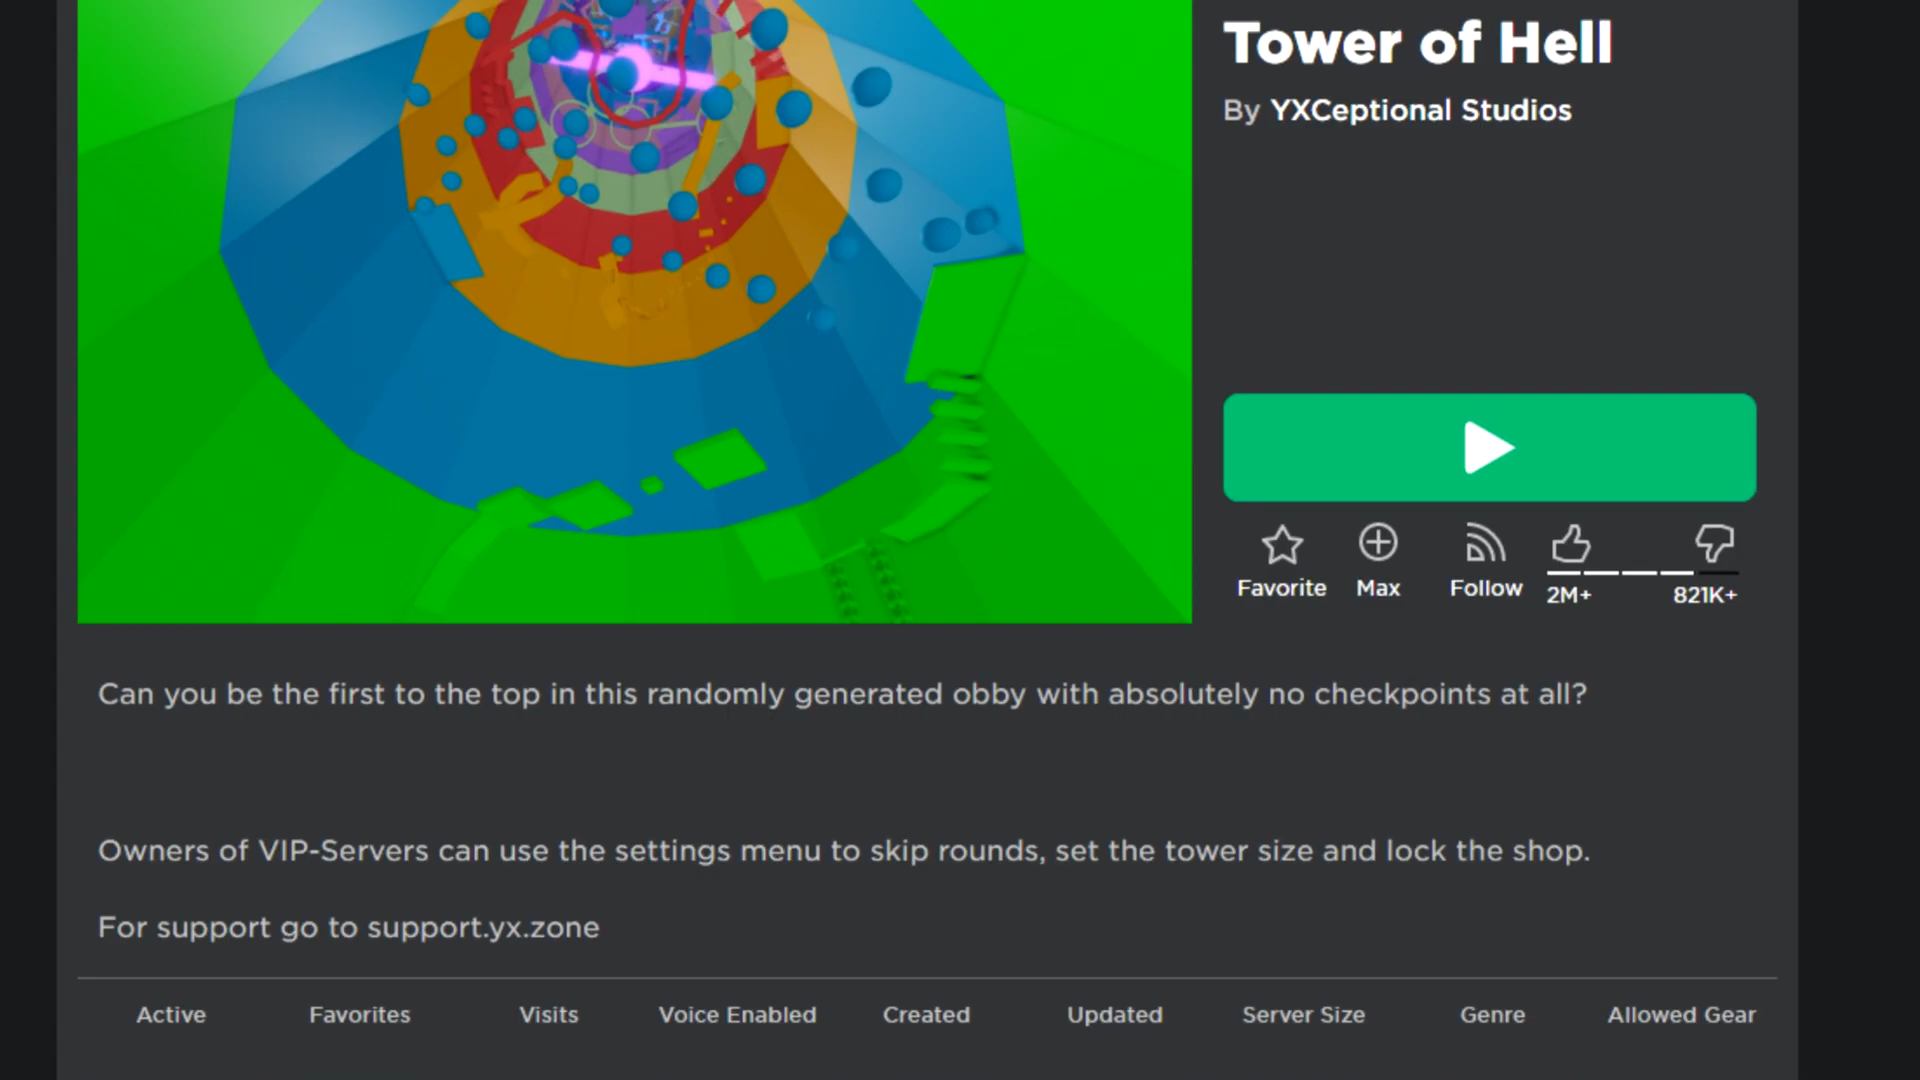 Tower of Hell
By YXCeptional Studios
Favorite
Max
Follow
2M+
821K+
Can you be the first to the top in this randomly generated obby with absolutely no checkpoints at all?
Owners of VIP-Servers can use the settings menu to skip rounds, set the tower size and lock the shop.
For support go to support.yx.zone
Active Favorites Visits Voice Enabled Created Updated Server Size Genre Allowed Gear